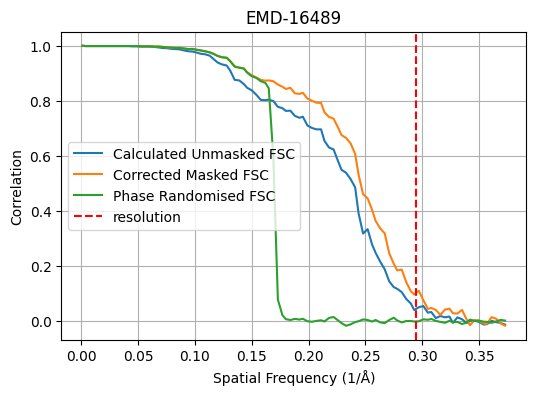 EMD-16489
Correlation
1.0
0.8
0.6
0.4
0.2
0.0
Calculated Unmasked FSC
Corrected Masked FSC
Phase Randomised FSC
resolution
0.00 0.05 0.10 0.15 0.20 0.25 0.30 0.35
Spatial Frequency (1/Å)